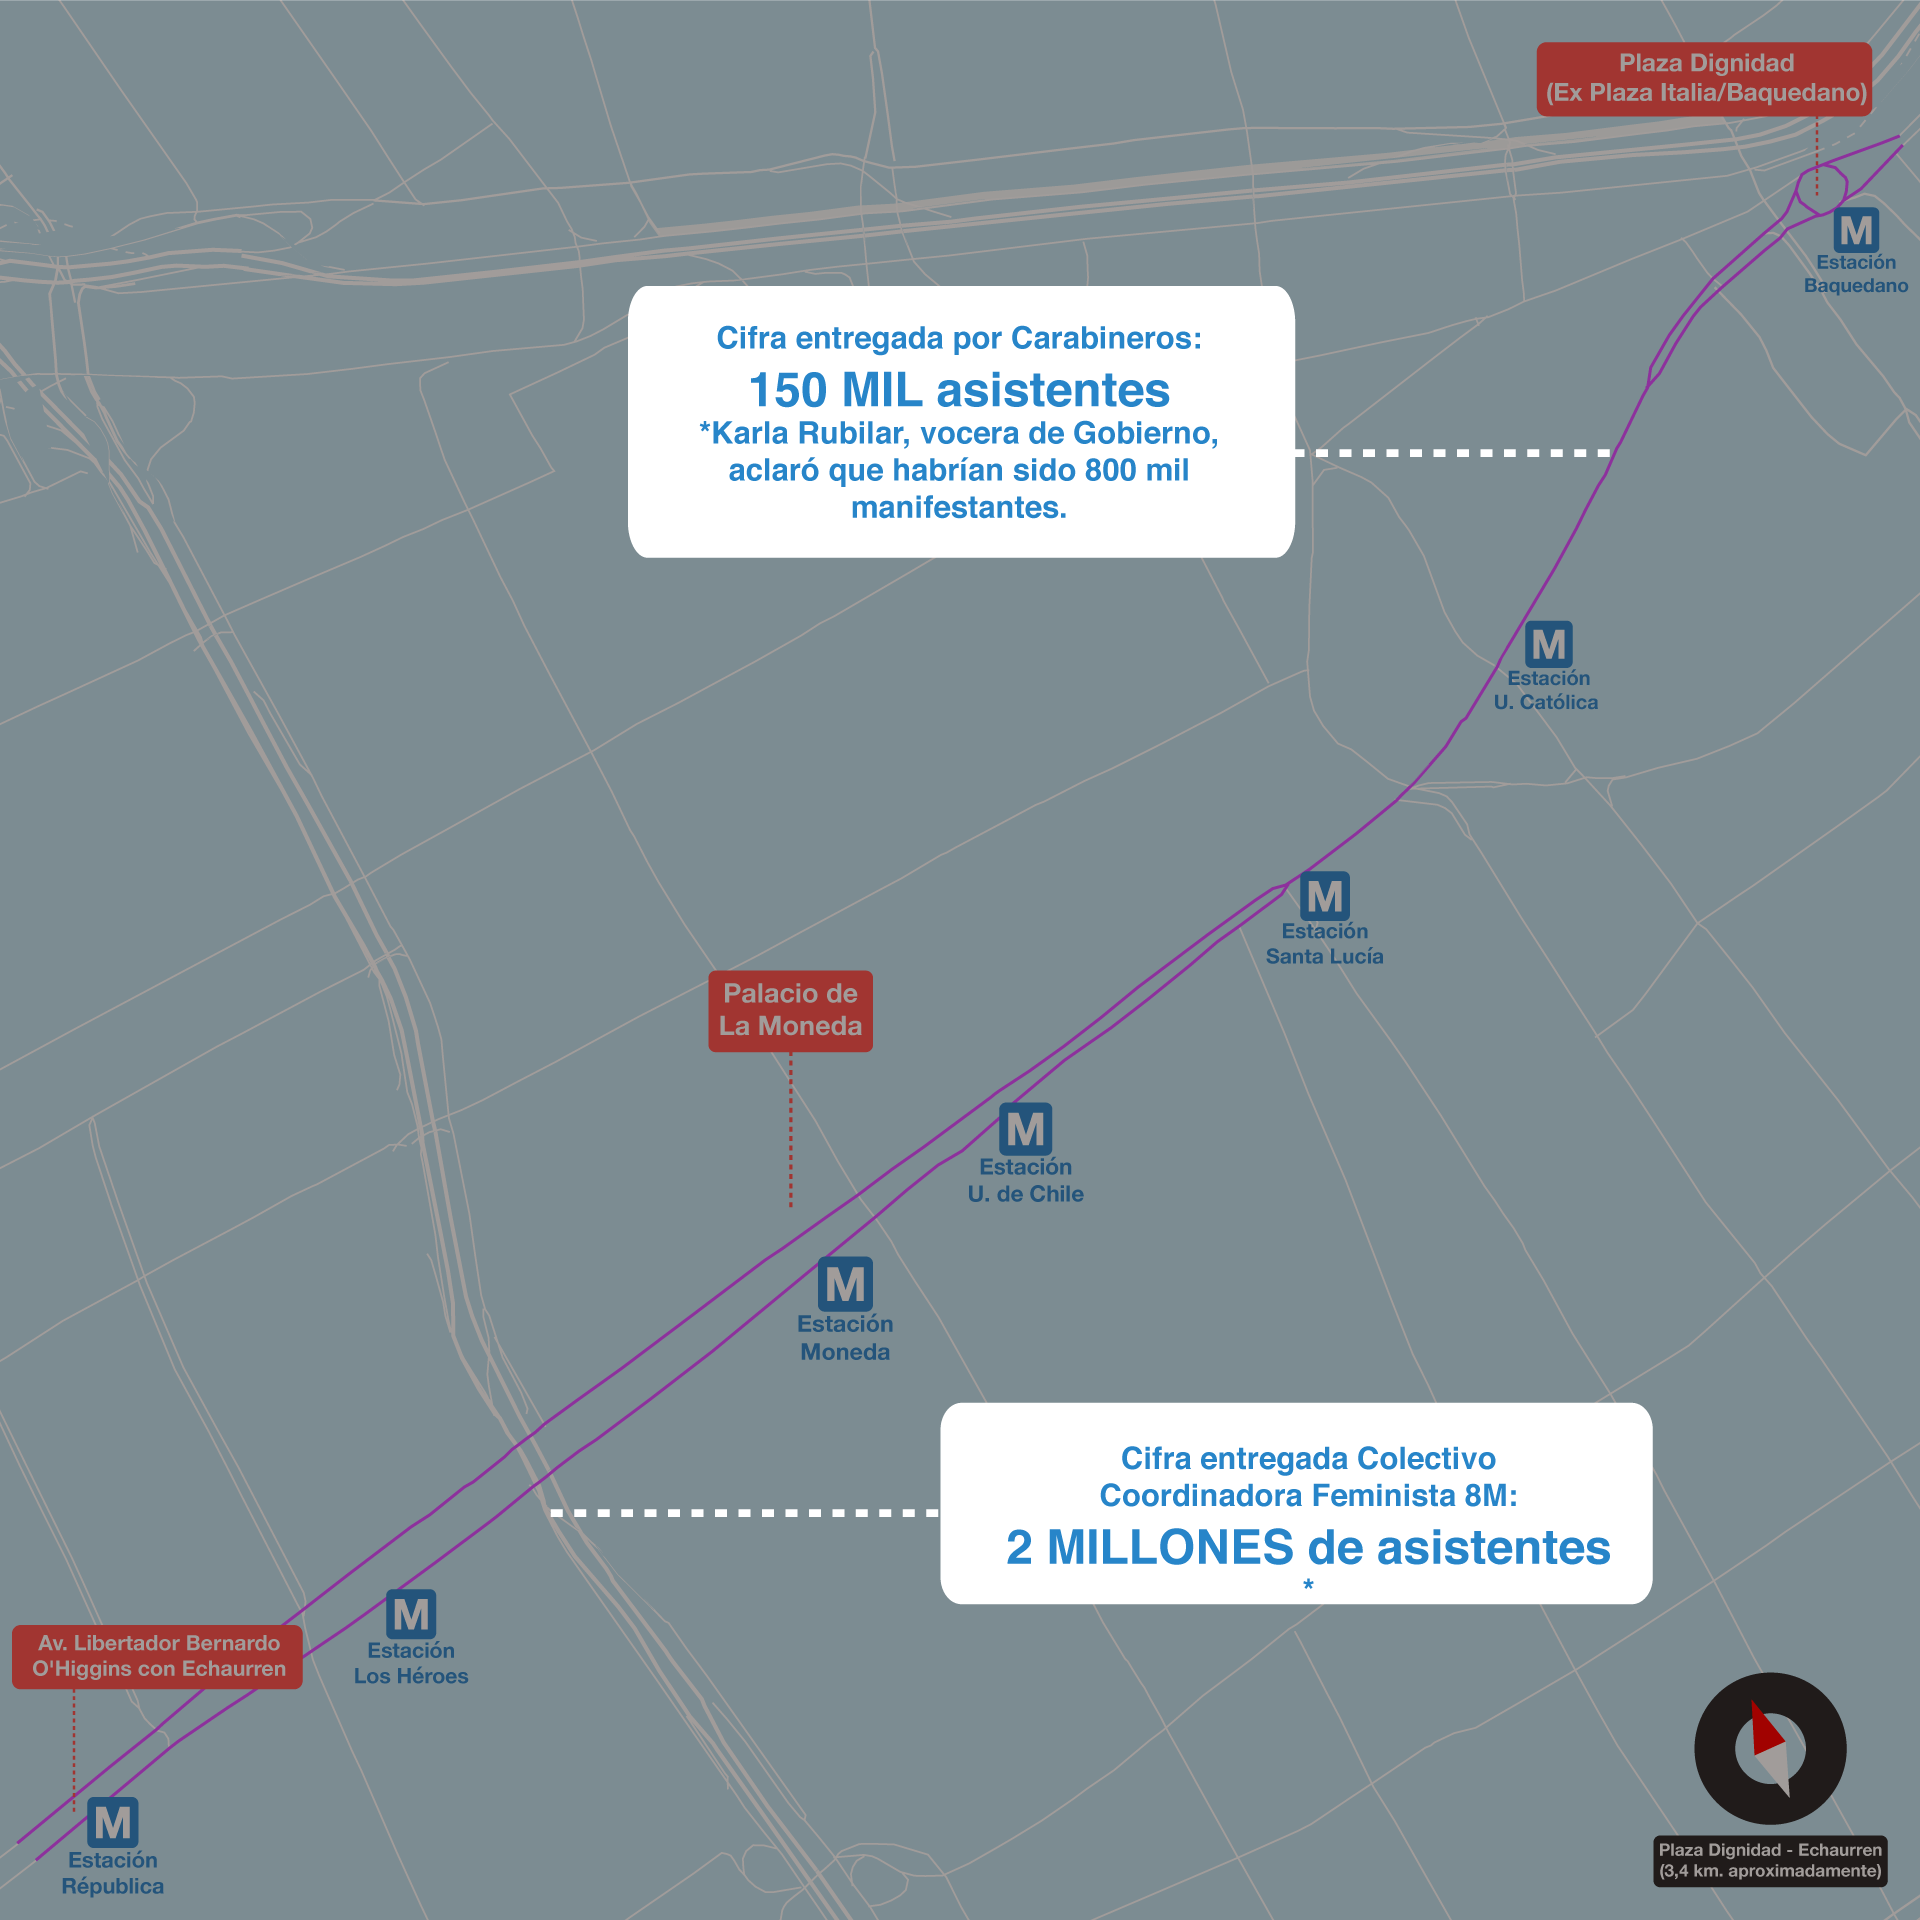 Plaza Dignidad
(Ex Plaza Italia/Baquedano)
M
Estación
Baquedano
Cifra entregada por Carabineros:
150 MIL asistentes
*Karla Rubilar, vocera de Gobierno,
aclaró que habrían sido 800 mil
manifestantes.
M
Estación
U. Católica
M
Estación
Santa Lucía
Palacio de
La Moneda
M
Estación
U. de Chile
M
Estación
Moneda
Cifra entregada Colectivo
Coordinadora Feminista 8M:
2 MILLONES de asistentes
*
M
Estación
Los Héroes
Av. Libertador Bernardo
O'Higgins con Echaurren
M
Estación
Républica
Plaza Dignidad - Echaurren
(3,4 km. aproximadamente)